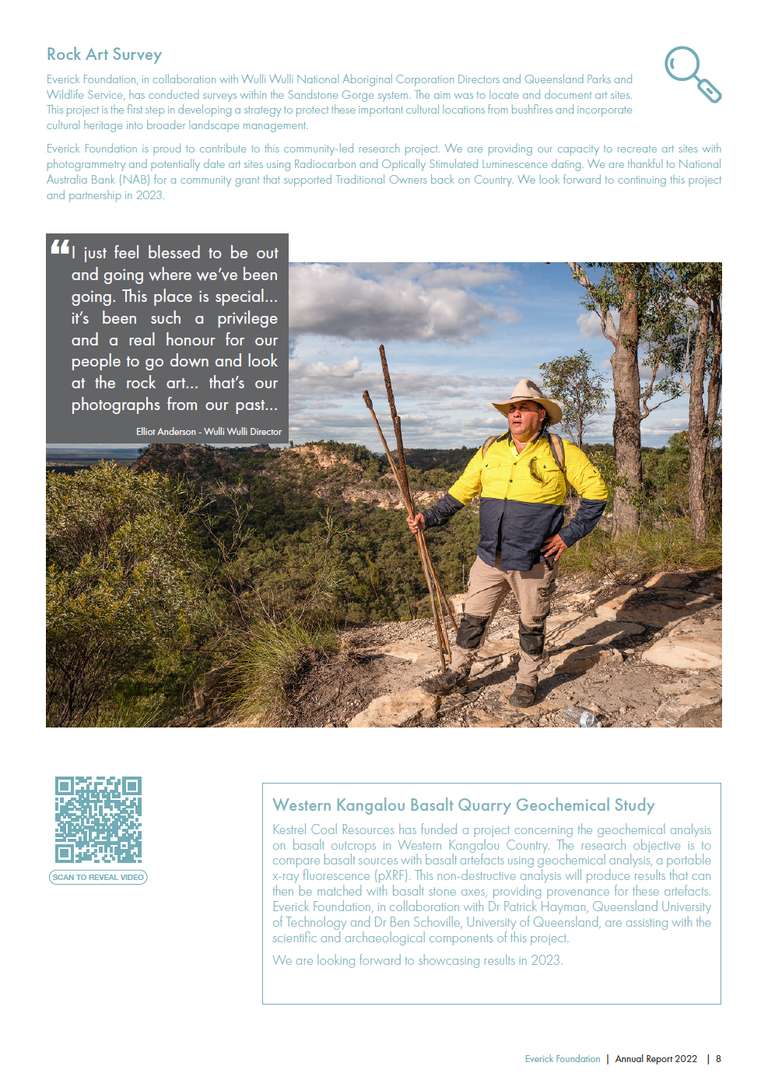 Rock Art Survey
Everick Foundation, in collaboration with Wulli Wulli National Aboriginal Corporation Directors and Queensland Parks and
Wildlife Service, has conducted surveys within the Sandstone Gorge system. The aim was to locate and document art sites.
This project is the first step in developing a strategy to protect these important cultural locations from bushfires and incorporate
cultural heritage into broader landscape management.
Everick Foundation is proud to contribute to this community-led research project. We are providing our capacity to recreate art sites with
photogrammetry and potentially date art sites using Radiocarbon and Optically Stimulated Luminescence dating. We are thankful to National
Australia Bank (NAB) for a community grant that supported Traditional Owners back on Country. We look forward to continuing this project
and partnership in 2023.
“I just feel blessed to be out
and going where we’ve been
going. This place is special...
it’s been such a privilege
and a real honour for our
people to go down and look
at the rock art... that’s our
photographs from our past...
Elliot Anderson - Wulli Wulli Director
SCAN TO REVEAL VIDEO
Western Kangalou Basalt Quarry Geochemical Study
Kestrel Coal Resources has funded a project concerning the geochemical analysis
on basalt outcrops in Western Kangalou Country. The research objective is to
compare basalt sources with basalt artefacts using geochemical analysis, a portable
x-ray fluorescence (pXRF). This non-destructive analysis will produce results that can
then be matched with basalt stone axes, providing provenance for these artefacts.
Everick Foundation, in collaboration with Dr Patrick Hayman, Queensland University
of Technology and Dr Ben Schoville, University of Queensland, are assisting with the
scientific and archaeological components of this project.
We are looking forward to showcasing results in 2023.
Everick Foundation | Annual Report 2022 | 8